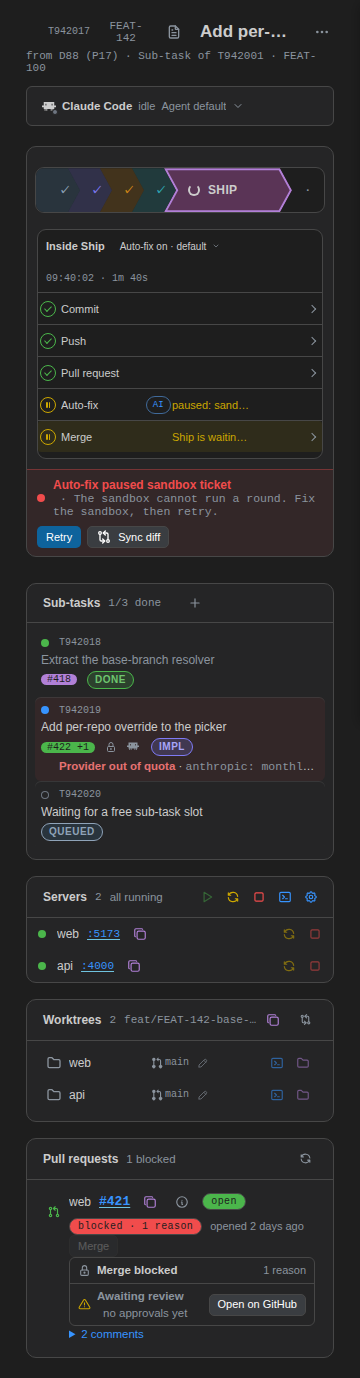 T942017 FEAT-142 Add per-…
from D88 (P17) · Sub-task of T942001 · FEAT-
100
Claude Code idle Agent default
SHIP
Inside Ship Auto-fix on · default
09:40:02 · 1m 40s
Commit
Push
Pull request
Auto-fix AI paused: sand…
Merge Ship is waitin…
Auto-fix paused sandbox ticket
· The sandbox cannot run a round. Fix
the sandbox, then retry.
Retry Sync diff
Sub-tasks 1/3 done
T942018
Extract the base-branch resolver
#418 DONE
T942019
Add per-repo override to the picker
#422 +1 IMPL
Provider out of quota · anthropic: monthl…
T942020
Waiting for a free sub-task slot
QUEUED
Servers 2 all running
web :5173
api :4000
Worktrees 2 feat/FEAT-142-base-…
web main
api main
Pull requests 1 blocked
web #421 open
blocked · 1 reason opened 2 days ago
Merge
Merge blocked 1 reason
Awaiting review
no approvals yet
Open on GitHub
2 comments